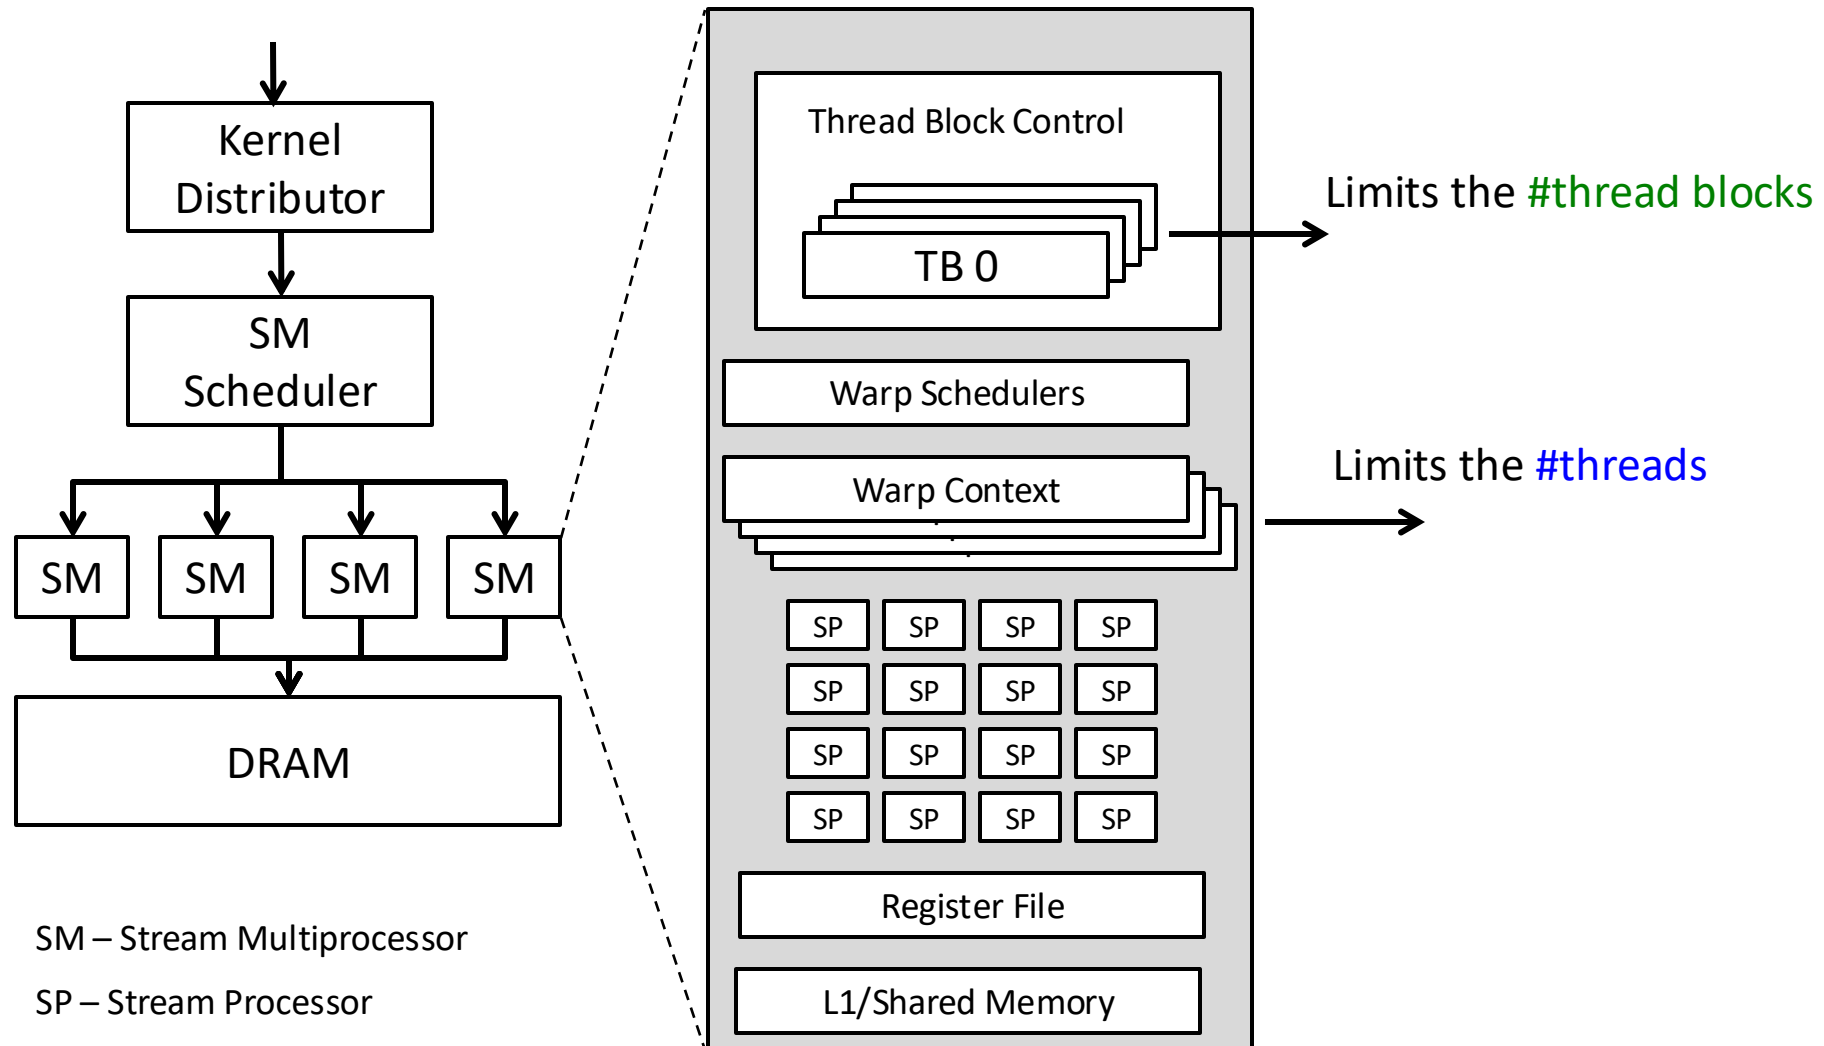 Kernel
Distributor
SM
Scheduler
SM SM SM SM
DRAM
SM – Stream Multiprocessor
SP – Stream Processor
Thread Block Control
TB 0
Limits the #thread blocks
Warp Schedulers
Warp Context
Limits the #threads
SP SP SP SP
SP SP SP SP
SP SP SP SP
SP SP SP SP
Register File
L1/Shared Memory